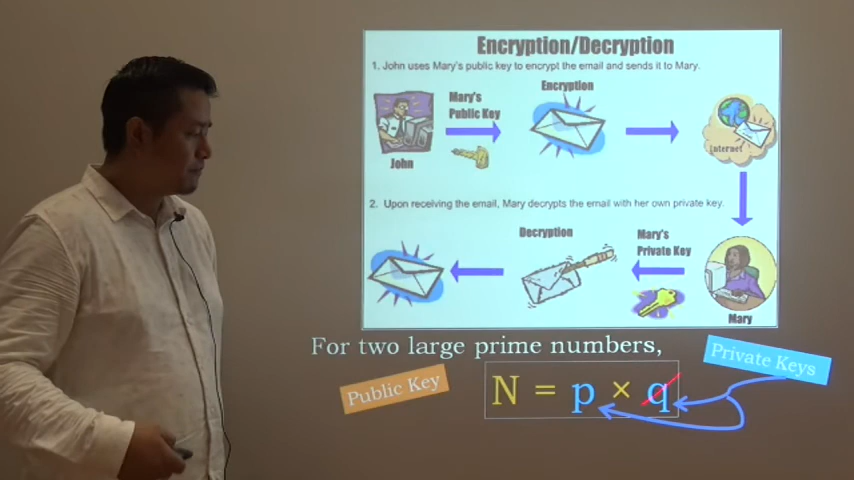 Encryption/Decryption
1. John uses Mary's public key to encrypt the email and sends it to Mary.
Encryption
Mary's
Public Key
Internet
John
2. Upon receiving the email, Mary decrypts the email with her own private key.
Decryption
Mary's
Private Key
Mary
For two large prime numbers,
Private Keys
Public Key
N = p × q